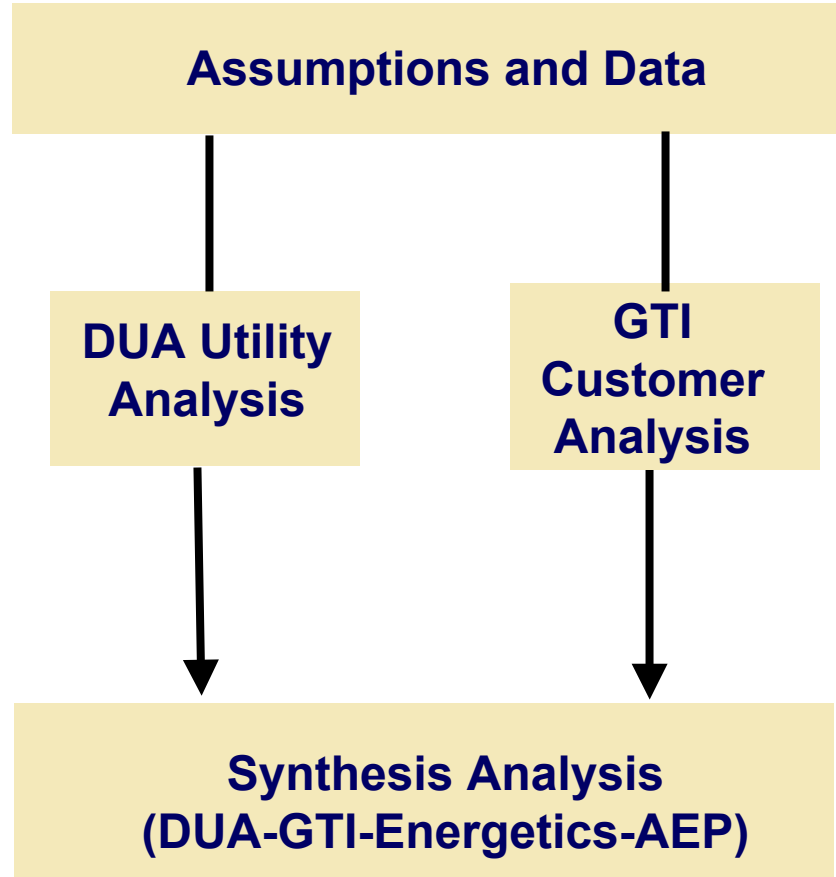 Assumptions and Data
DUA Utility
Analysis
GTI
Customer
Analysis
Synthesis Analysis
(DUA-GTI-Energetics-AEP)